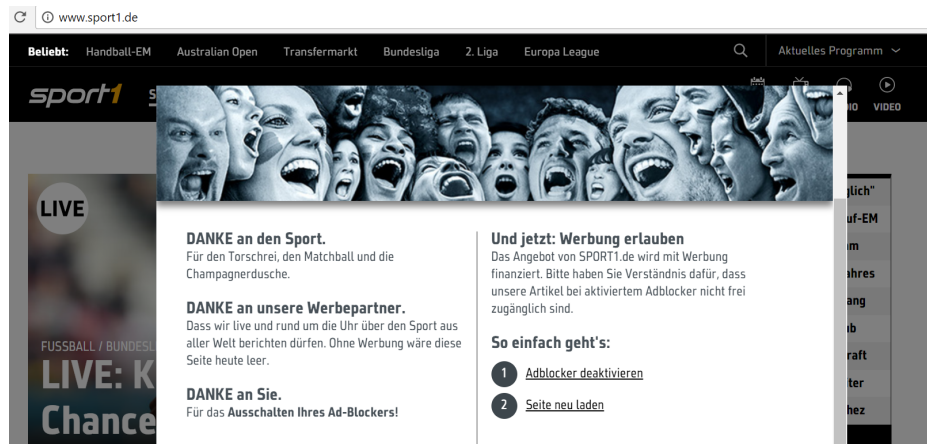 www.sport1.de
Beliebt: Handball-EM Australian Open Transfermarkt Bundesliga 2. Liga Europa League Aktuelles Programm
sport1 S
DIO VIDEO
LIVE
glich"
uf-EM
m
ahres
ang
ub
raft
ter
hez
FUSSBALL / BUNDESL
LIVE: K
Chance
DANKE an den Sport.
Für den Torschrei, den Matchball und die
Champagnerdusche.
DANKE an unsere Werbepartner.
Dass wir live und rund um die Uhr über den Sport aus
aller Welt berichten dürfen. Ohne Werbung wäre diese
Seite heute leer.
DANKE an Sie.
Für das Ausschalten Ihres Ad-Blockers!
Und jetzt: Werbung erlauben
Das Angebot von SPORT1.de wird mit Werbung
finanziert. Bitte haben Sie Verständnis dafür, dass
unsere Artikel bei aktiviertem Adblocker nicht frei
zugänglich sind.
So einfach geht's:
1 Adblocker deaktivieren
2 Seite neu laden